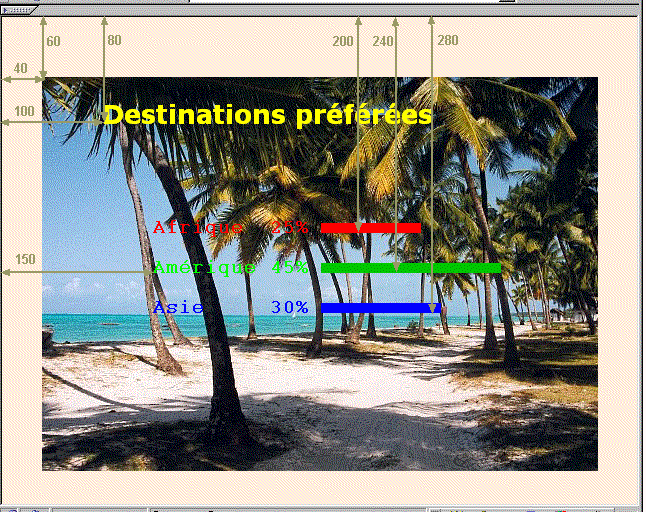 60 80 200 240 280
40
100 Destinations préférées
Afrique 25%
150 Amérique 45%
Asie 30%